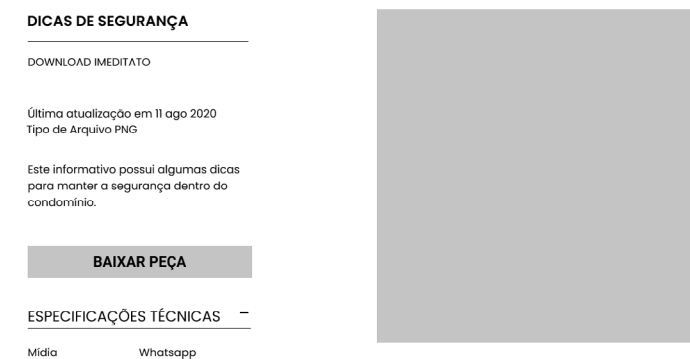 DICAS DE SEGURANÇA
DOWNLOAD IMEDITATO
Última atualização em 11 ago 2020
Tipo de Arquivo PNG
Este informativo possui algumas dicas
para manter a segurança dentro do
condomínio.
BAIXAR PEÇA
ESPECIFICAÇÕES TÉCNICAS –
Mídia Whatsapp